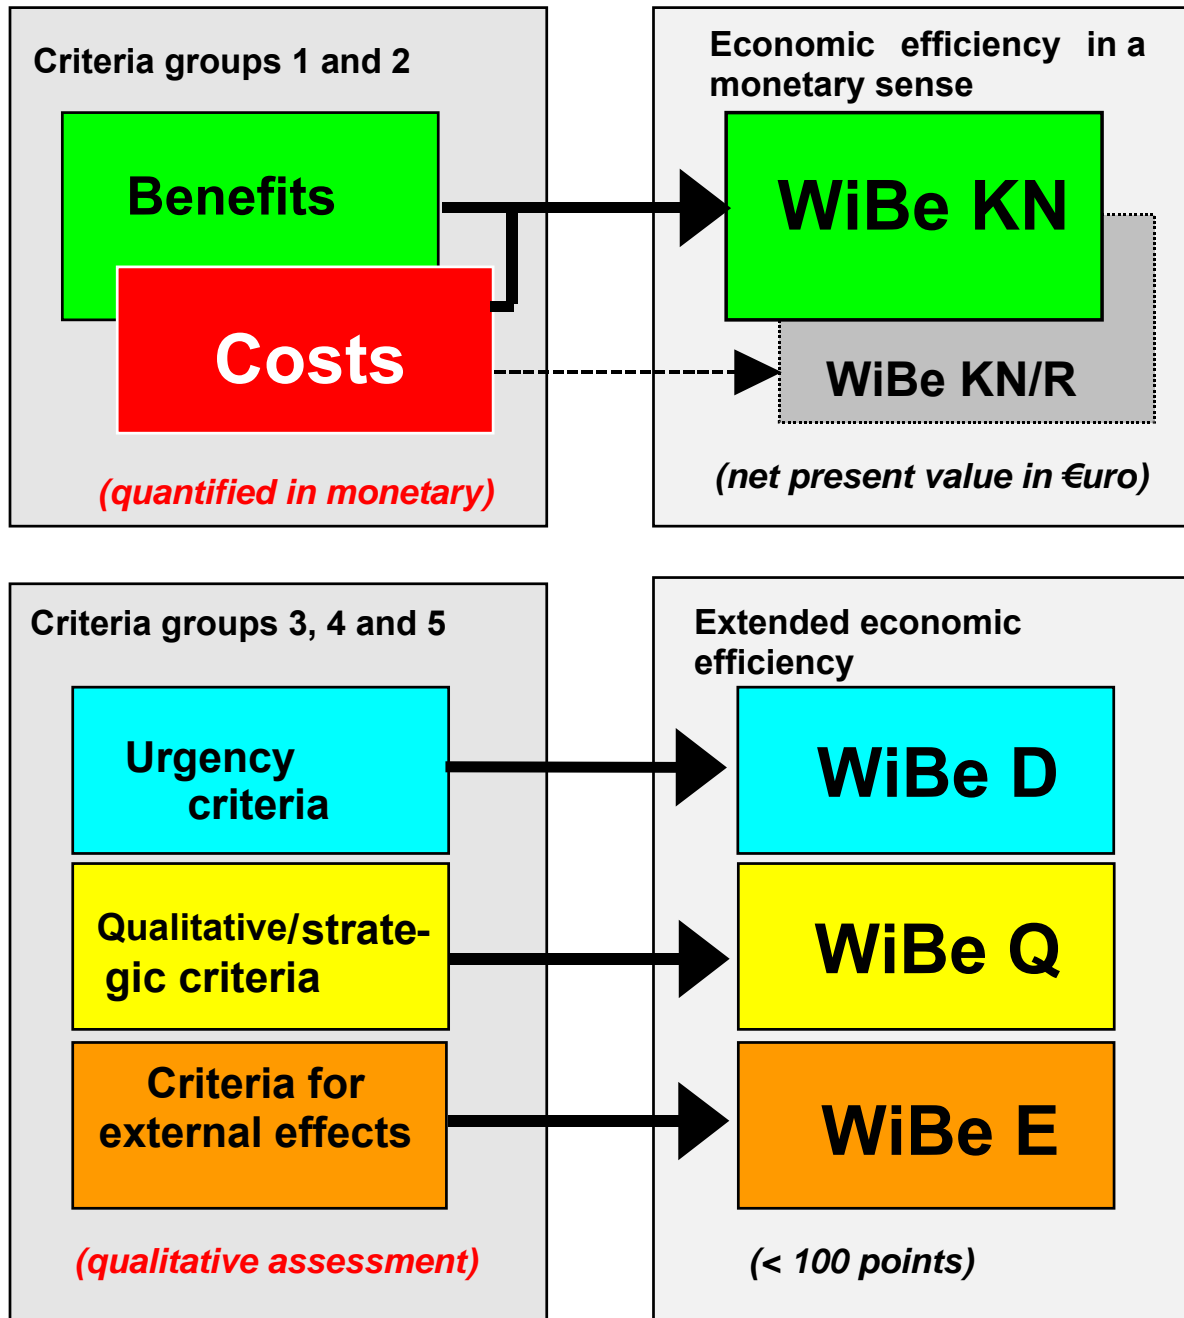 Criteria groups 1 and 2
Benefits
Costs
(quantified in monetary)
Economic efficiency in a
monetary sense
WiBe KN
WiBe KN/R
(net present value in €uro)
Criteria groups 3, 4 and 5
Urgency
criteria
Qualitative/strate-
gic criteria
Criteria for
external effects
(qualitative assessment)
Extended economic
efficiency
WiBe D
WiBe Q
WiBe E
(< 100 points)